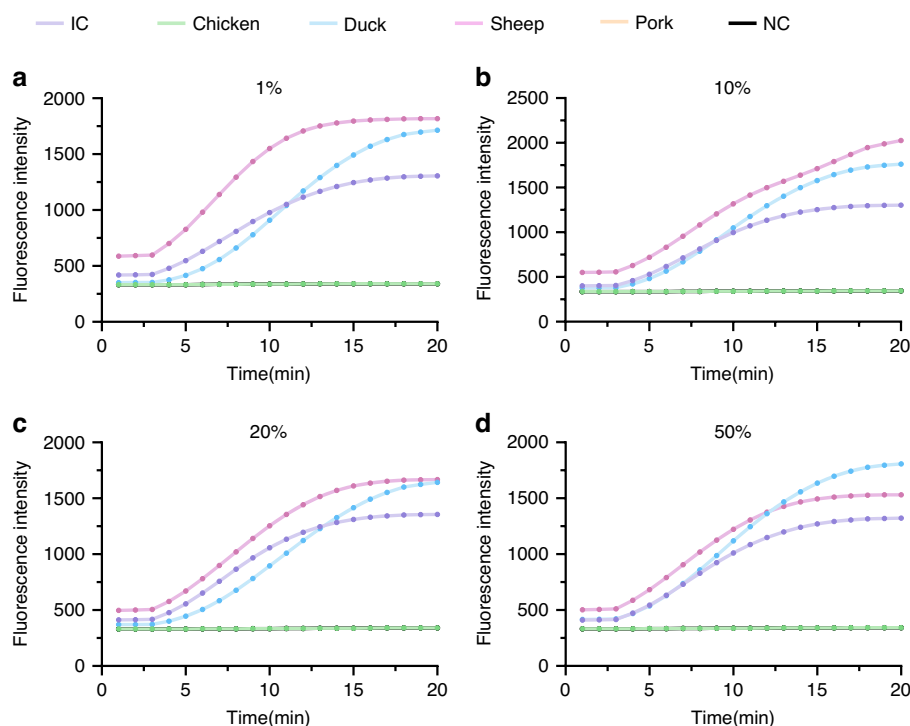 IC Chicken Duck Sheep Pork NC
a
1%
Fluorescence intensity
2000
1500
1000
500
0
0 5 10 15 20
Time(min)
b
10%
Fluorescence intensity
2500
2000
1500
1000
500
0
0 5 10 15 20
Time(min)
c
20%
Fluorescence intensity
2000
1500
1000
500
0
0 5 10 15 20
Time(min)
d
50%
Fluorescence intensity
2000
1500
1000
500
0
0 5 10 15 20
Time(min)